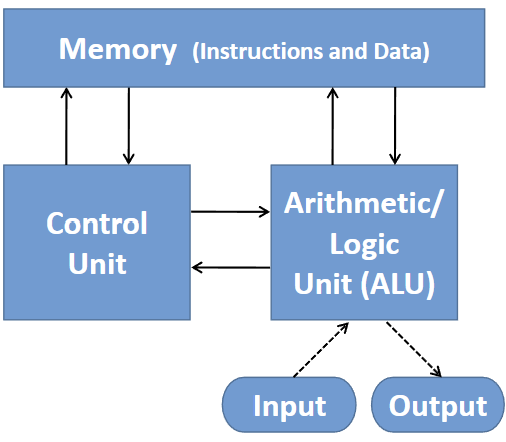 Memory (Instructions and Data)
Control
Unit
Arithmetic/
Logic
Unit (ALU)
Input
Output